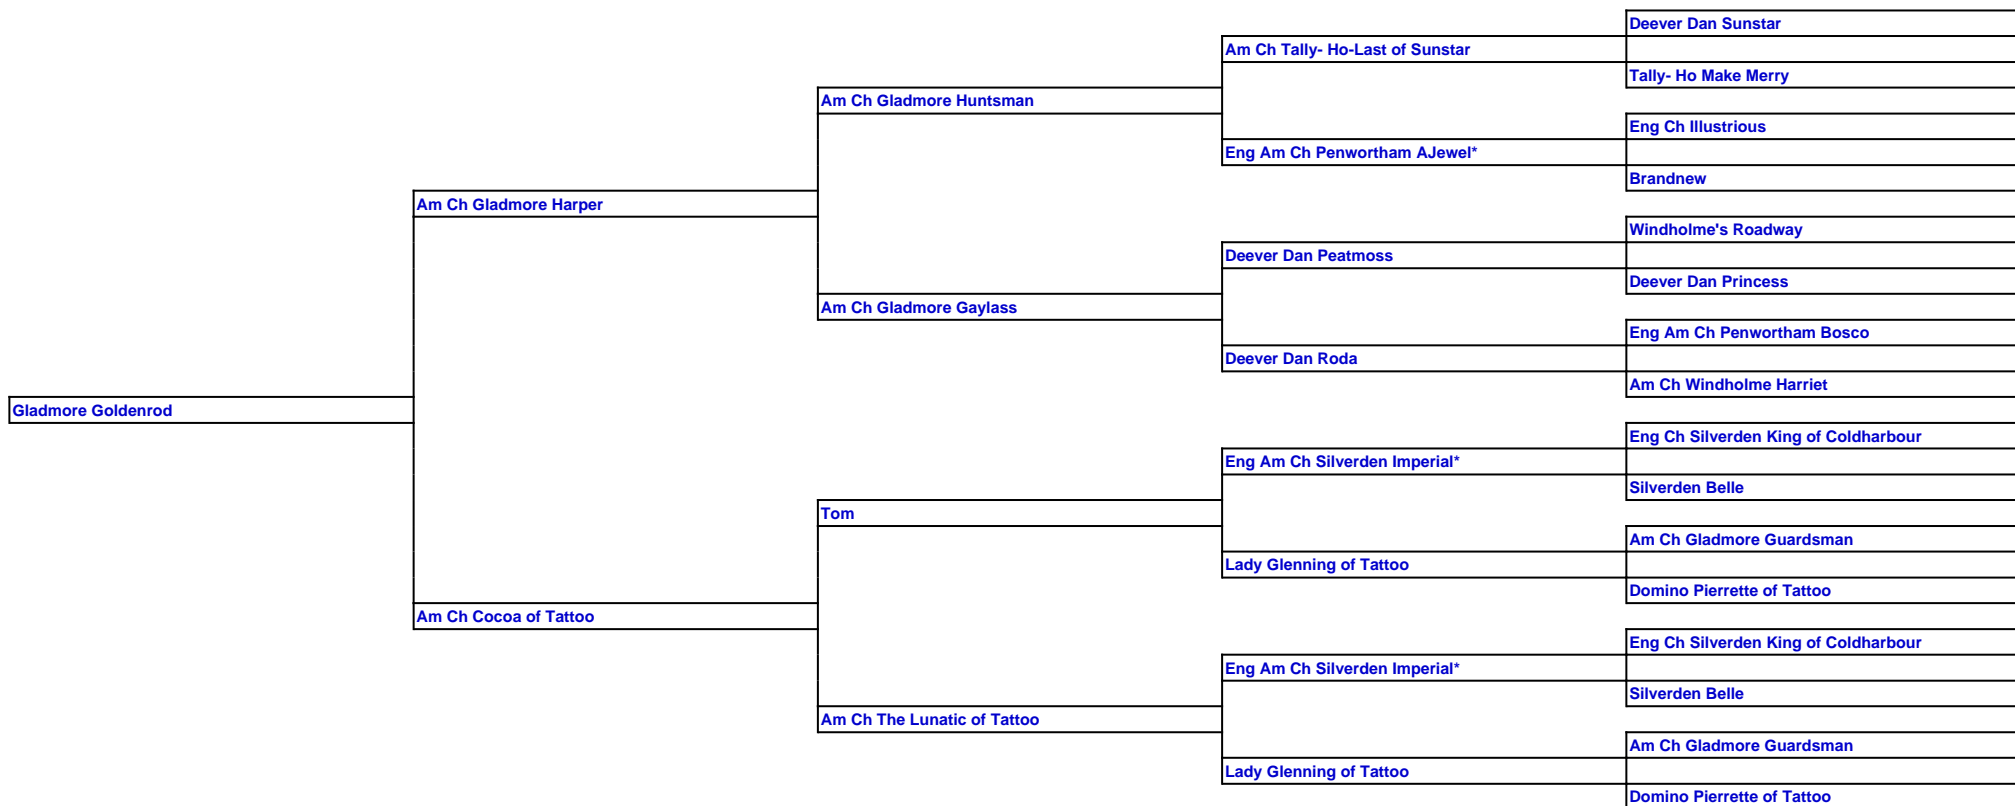 Deever Dan Sunstar
Am Ch Tally- Ho-Last of Sunstar
Tally- Ho Make Merry
Am Ch Gladmore Huntsman
Eng Ch Illustrious
Eng Am Ch Penwortham AJewel*
Brandnew
Am Ch Gladmore Harper
Windholme's Roadway
Deever Dan Peatmoss
Deever Dan Princess
Am Ch Gladmore Gaylass
Eng Am Ch Penwortham Bosco
Deever Dan Roda
Am Ch Windholme Harriet
Gladmore Goldenrod
Eng Ch Silverden King of Coldharbour
Eng Am Ch Silverden Imperial*
Silverden Belle
Tom
Am Ch Gladmore Guardsman
Lady Glenning of Tattoo
Domino Pierrette of Tattoo
Am Ch Cocoa of Tattoo
Eng Ch Silverden King of Coldharbour
Eng Am Ch Silverden Imperial*
Silverden Belle
Am Ch The Lunatic of Tattoo
Am Ch Gladmore Guardsman
Lady Glenning of Tattoo
Domino Pierrette of Tattoo